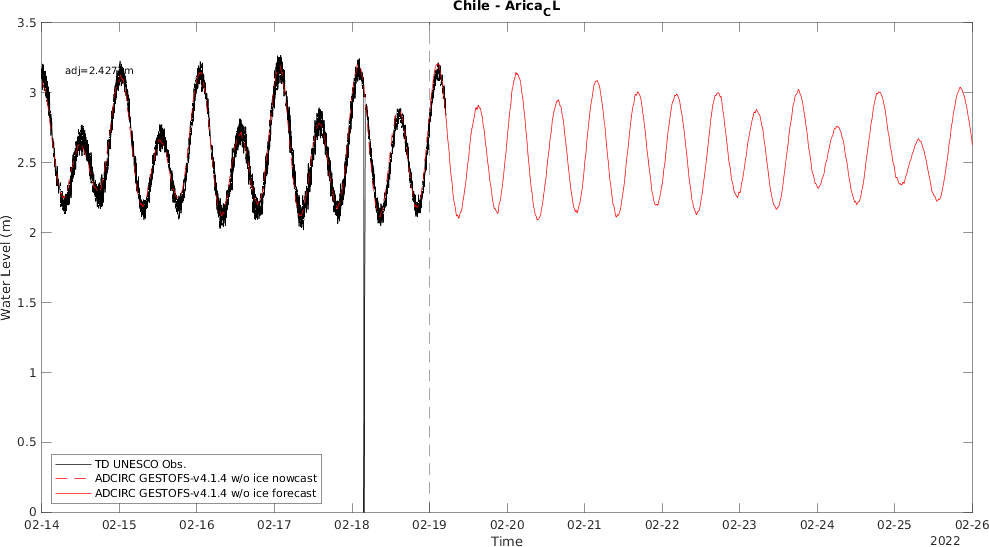 Chile - Arica_CL
3.5
3
2.5
2
1.5
1
0.5
0
Water Level (m)
adj=2.427 m
TD UNESCO Obs.
ADCIRC GESTOFS-v4.1.4 w/o ice nowcast
ADCIRC GESTOFS-v4.1.4 w/o ice forecast
02-14 02-15 02-16 02-17 02-18 02-19 02-20 02-21 02-22 02-23 02-24 02-25 02-26
Time
2022